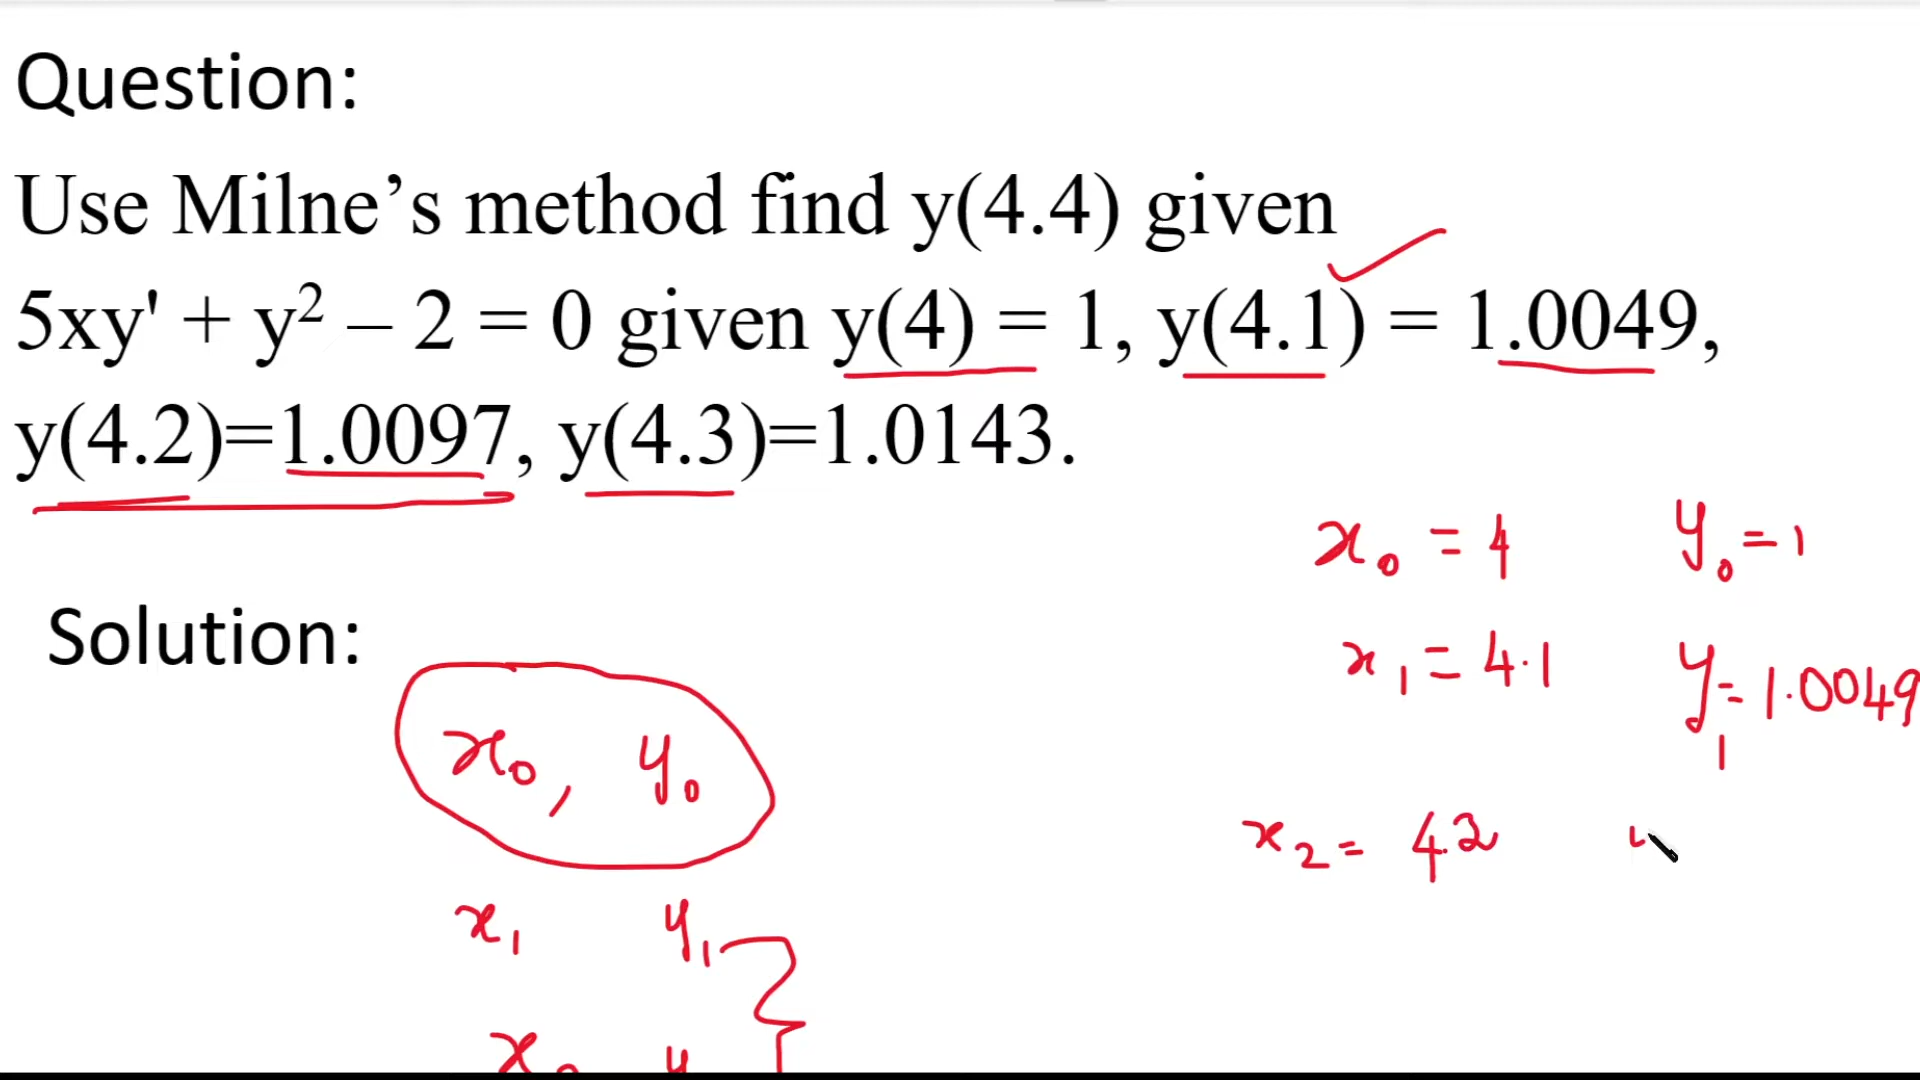 Question:
Use Milne’s method find y(4.4) given
5xy' + y² – 2 = 0 given y(4) = 1, y(4.1) = 1.0049,
y(4.2)=1.0097, y(4.3)=1.0143.
x₀ = 4 y₀ = 1
Solution:
x₁ = 4.1 y₁ = 1.0049
x₀, y₀
x₂ = 4.2
x₁ y₁